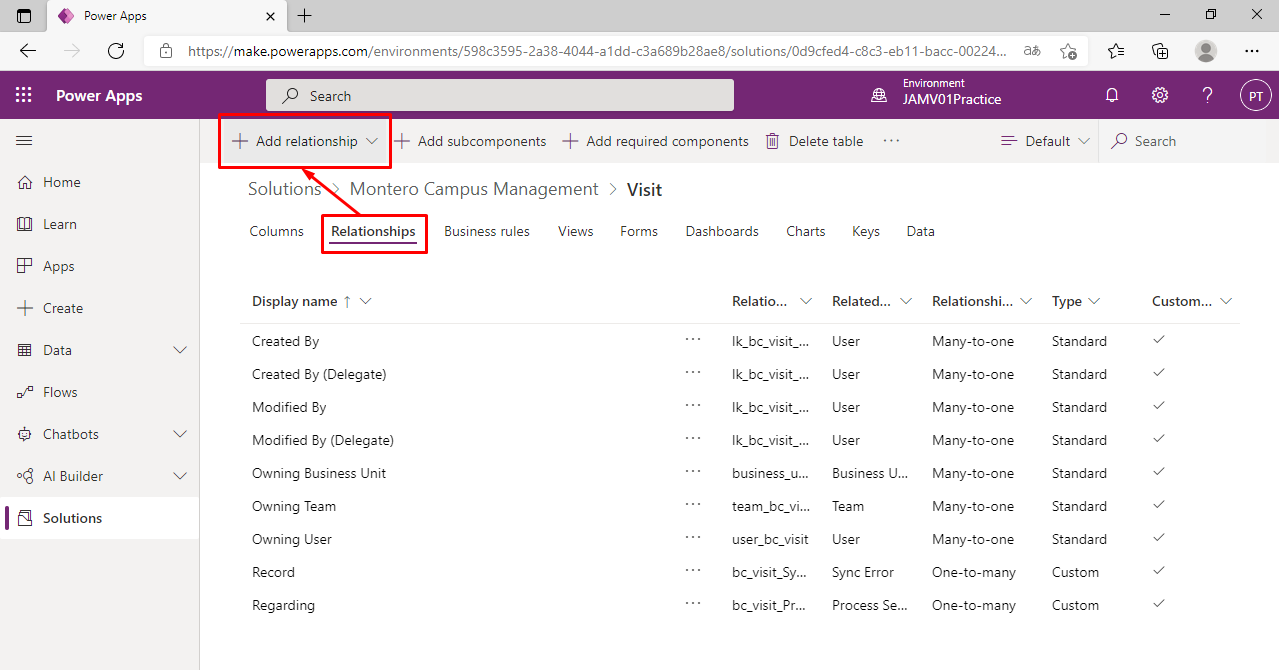 Power Apps
https://make.powerapps.com/environments/598c3595-2a38-4044-a1dd-c3a689b28ae8/solutions/0d9cfed4-c8c3-eb11-bacc-00224...
Power Apps
Search
Environment
JAMV01Practice
PT
Add relationship
Add subcomponents
Add required components
Delete table
Default
Search
Home
Learn
Apps
Create
Data
Flows
Chatbots
AI Builder
Solutions
Solutions > Montero Campus Management > Visit
Columns Relationships Business rules Views Forms Dashboards Charts Keys Data
Display name ↑ Relatio... Related... Relationshi... Type Custom...
Created By ... lk_bc_visit_... User Many-to-one Standard
Created By (Delegate) ... lk_bc_visit_... User Many-to-one Standard
Modified By ... lk_bc_visit_... User Many-to-one Standard
Modified By (Delegate) ... lk_bc_visit_... User Many-to-one Standard
Owning Business Unit ... business_u... Business U... Many-to-one Standard
Owning Team ... team_bc_vi... Team Many-to-one Standard
Owning User ... user_bc_visit User Many-to-one Standard
Record ... bc_visit_Sy... Sync Error One-to-many Custom
Regarding ... bc_visit_Pr... Process Se... One-to-many Custom